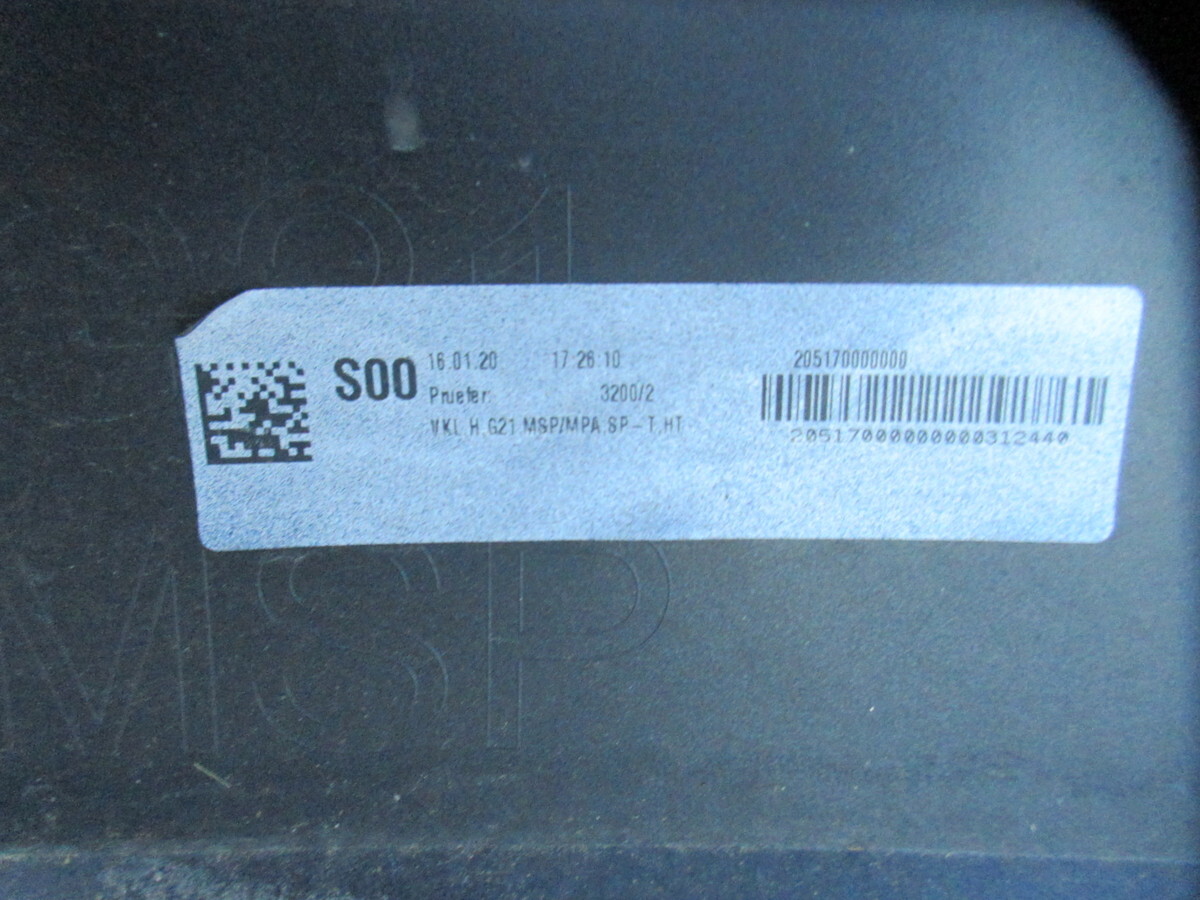 G21
S00
16.01.20 17:26:10
Pruefer: 3200/2
VKL.H.G21 MSP/MPA.SP-T.HT
205170000000
20517000000000312440
MSP